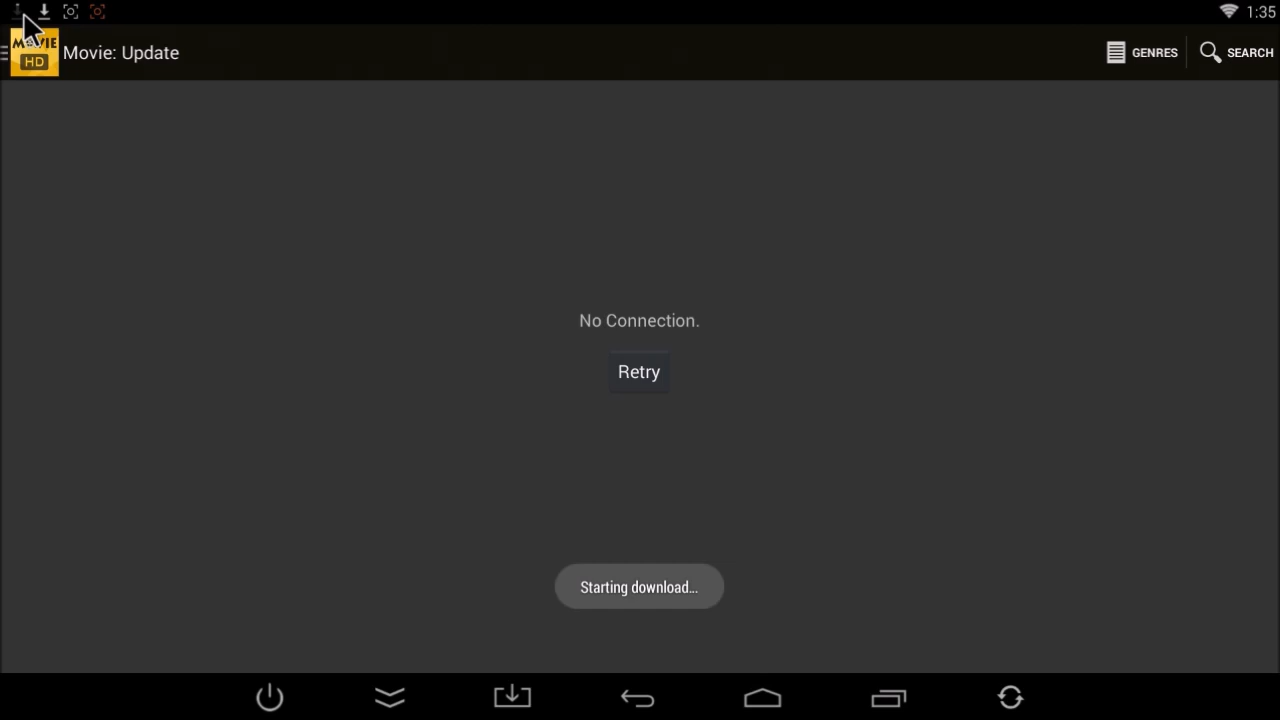 1:35
MOVIE
HD
Movie: Update
GENRES
SEARCH
No Connection.
Retry
Starting download...